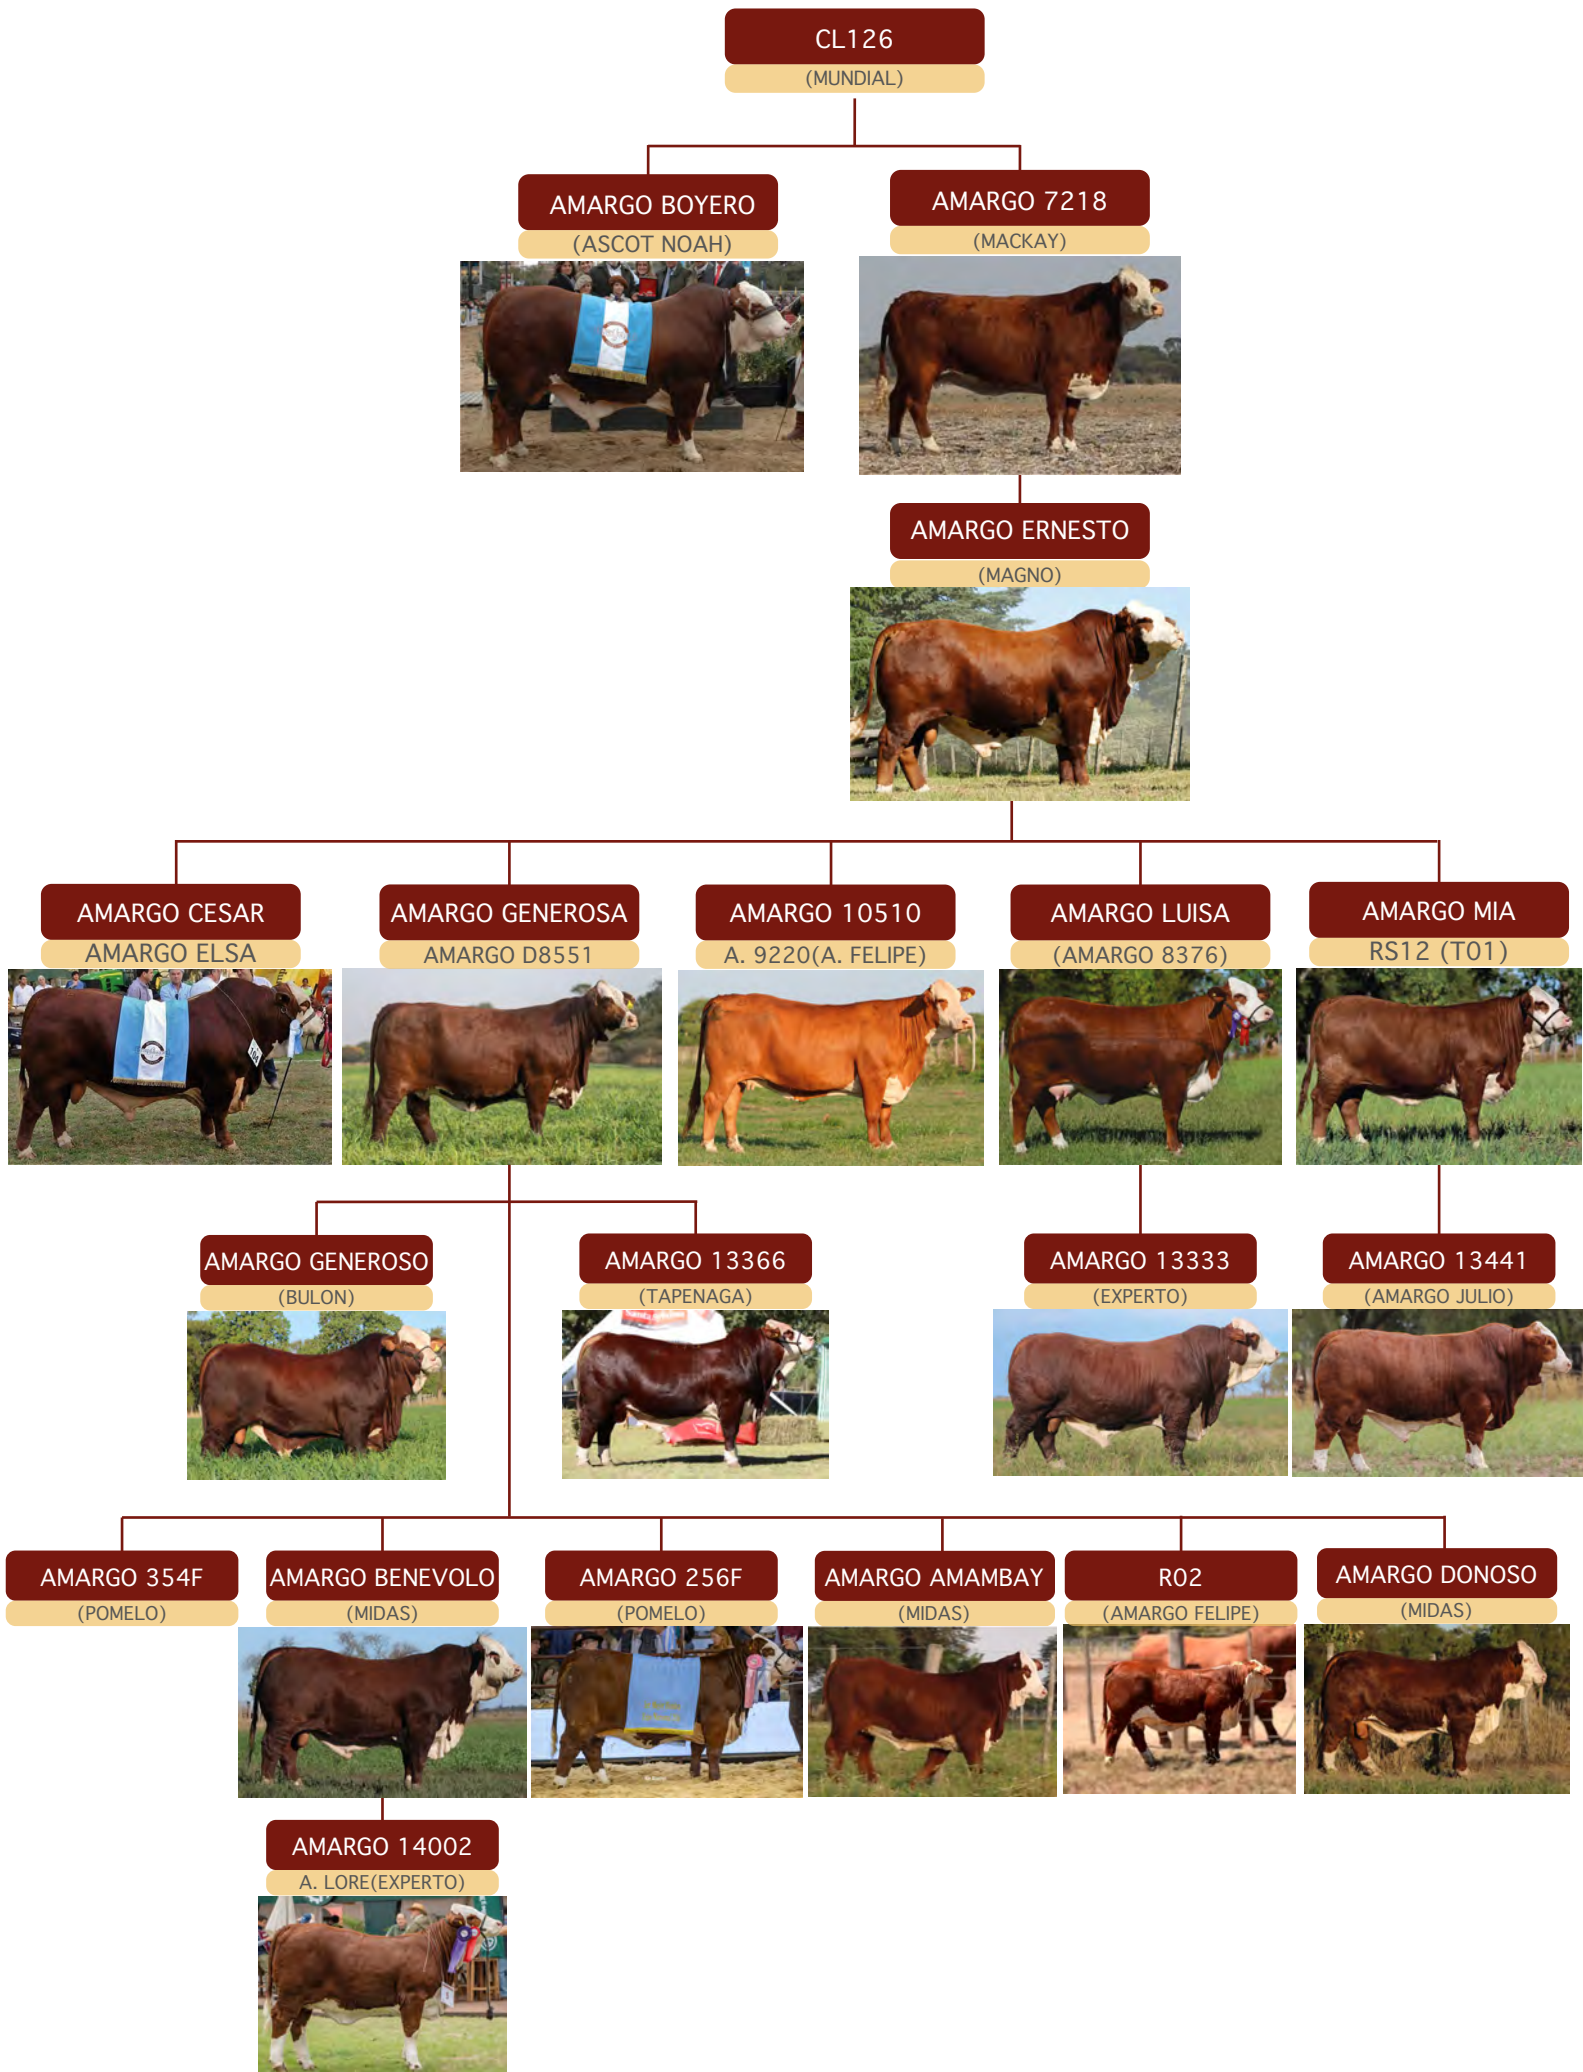 CL126
(MUNDIAL)
AMARGO BOYERO
(ASCOT NOAH)
AMARGO 7218
(MACKAY)
AMARGO ERNESTO
(MAGNO)
AMARGO CESAR
AMARGO ELSA
AMARGO GENEROSA
AMARGO D8551
AMARGO 10510
A. 9220(A. FELIPE)
AMARGO LUISA
(AMARGO 8376)
AMARGO MIA
RS12 (T01)
104
AMARGO GENEROSO
(BULON)
AMARGO 13366
(TAPENAGA)
AMARGO 13333
(EXPERTO)
AMARGO 13441
(AMARGO JULIO)
AMARGO 354F
(POMELO)
AMARGO BENEVOLO
(MIDAS)
AMARGO 256F
(POMELO)
AMARGO AMAMBAY
(MIDAS)
R02
(AMARGO FELIPE)
AMARGO DONOSO
(MIDAS)
AMARGO 14002
A. LORE(EXPERTO)